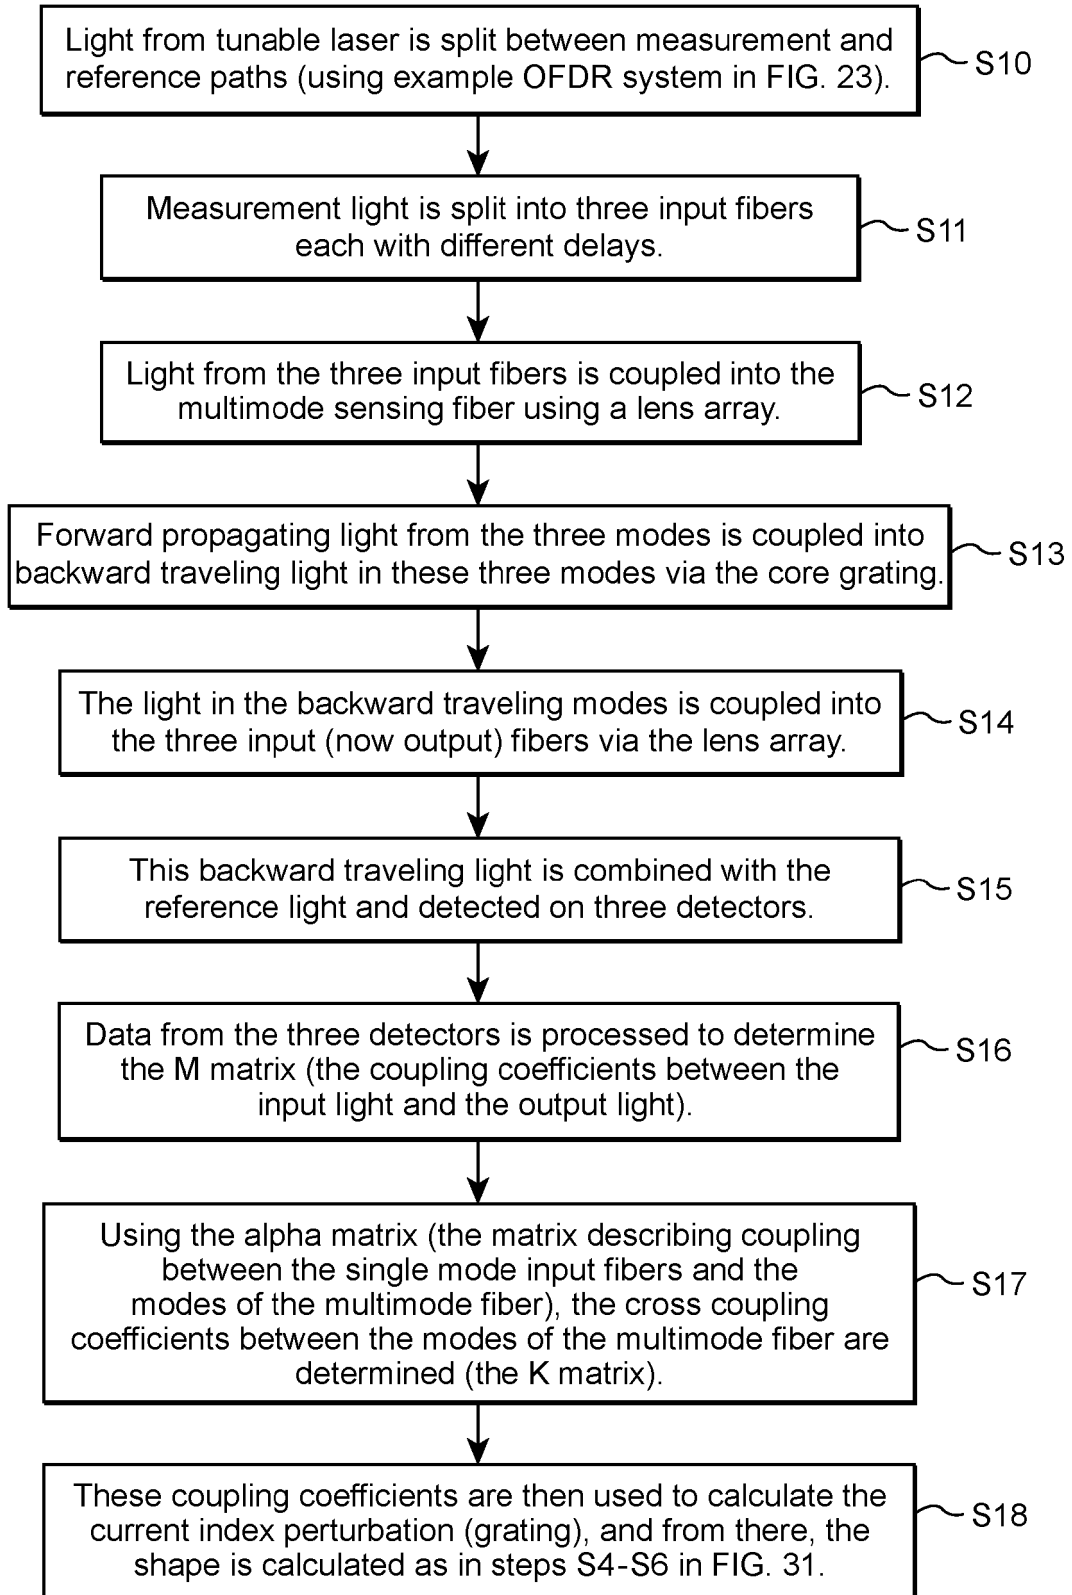 Light from tunable laser is split between measurement and
reference paths (using example OFDR system in FIG. 23).
S10
Measurement light is split into three input fibers
each with different delays.
S11
Light from the three input fibers is coupled into the
multimode sensing fiber using a lens array.
S12
Forward propagating light from the three modes is coupled into
backward traveling light in these three modes via the core grating.
S13
The light in the backward traveling modes is coupled into
the three input (now output) fibers via the lens array.
S14
This backward traveling light is combined with the
reference light and detected on three detectors.
S15
Data from the three detectors is processed to determine
the M matrix (the coupling coefficients between the
input light and the output light).
S16
Using the alpha matrix (the matrix describing coupling
between the single mode input fibers and the
modes of the multimode fiber), the cross coupling
coefficients between the modes of the multimode fiber are
determined (the K matrix).
S17
These coupling coefficients are then used to calculate the
current index perturbation (grating), and from there, the
shape is calculated as in steps S4-S6 in FIG. 31.
S18